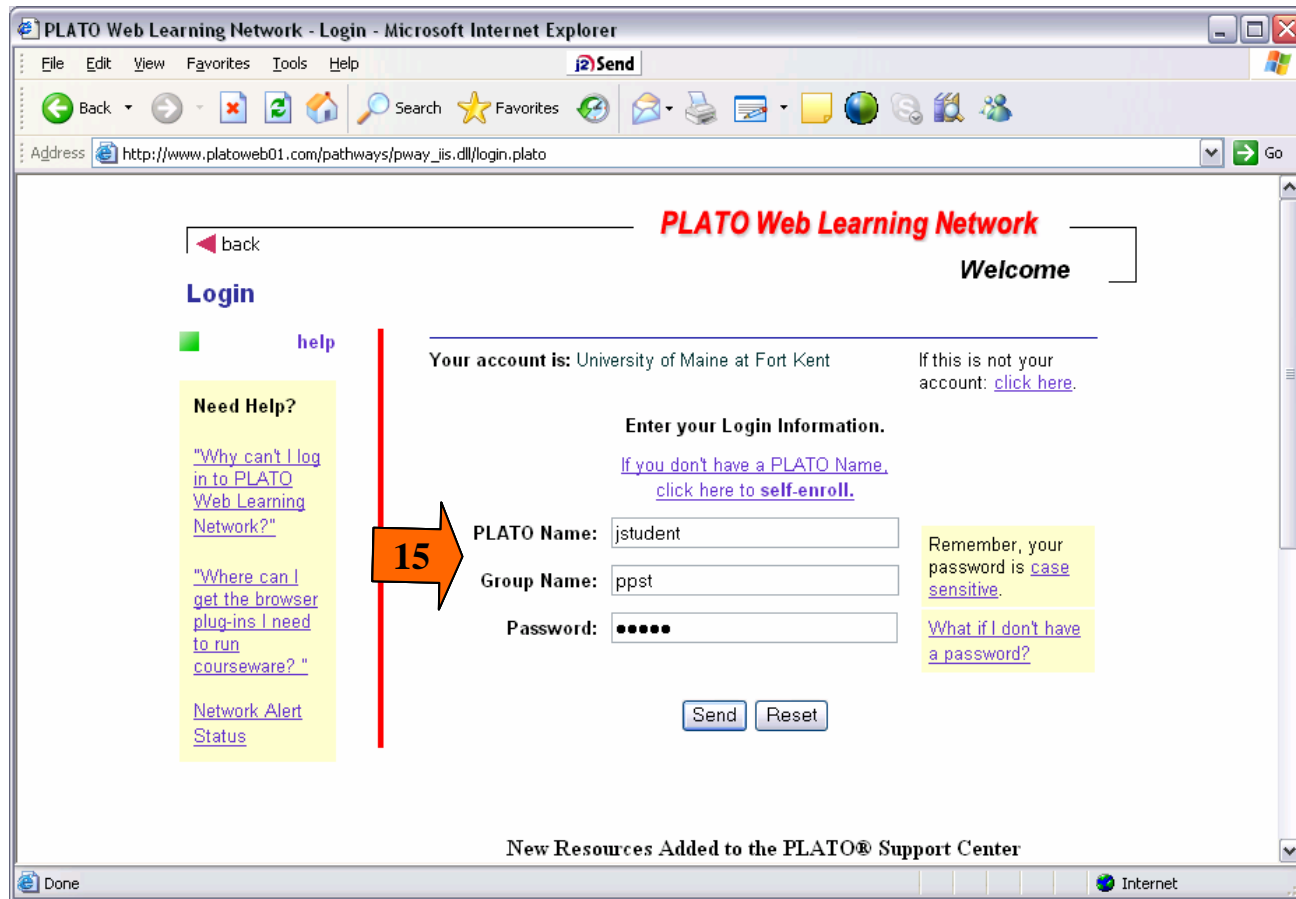 PLATO Web Learning Network - Login - Microsoft Internet Explorer
File Edit View Favorites Tools Help
j2 Send
Back Search Favorites
Address http://www.platoweb01.com/pathways/pway_iis.dll/login.plato Go
PLATO Web Learning Network
back
Welcome
Login
help
Need Help?
"Why can't I log
in to PLATO
Web Learning
Network?"
"Where can I
get the browser
plug-ins I need
to run
courseware? "
Network Alert
Status
Your account is: University of Maine at Fort Kent
If this is not your
account: click here.
Enter your Login Information.
If you don't have a PLATO Name,
click here to self-enroll.
15
PLATO Name: jstudent
Group Name: ppst
Password: •••••
Remember, your
password is case
sensitive.
What if I don't have
a password?
Send Reset
New Resources Added to the PLATO® Support Center
Done Internet